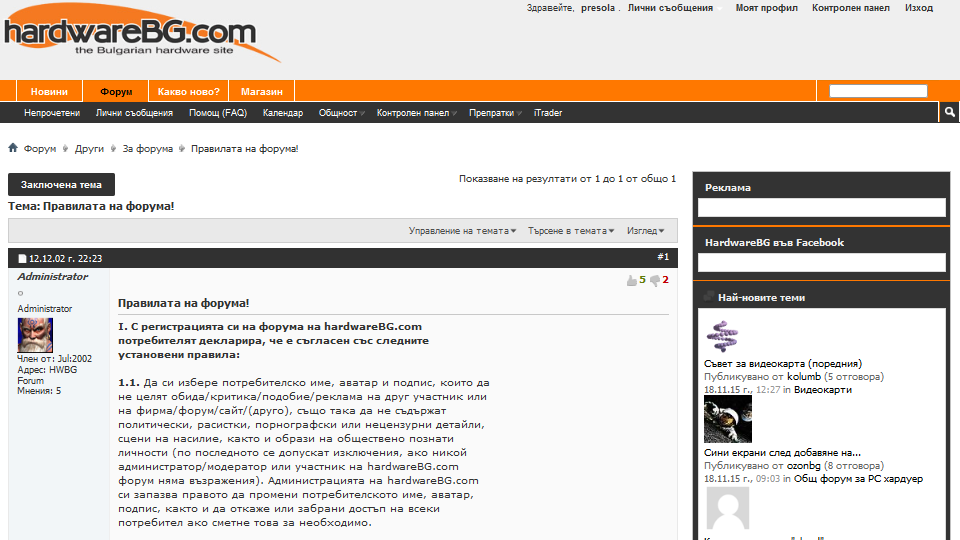 hardwareBG.com
the Bulgarian hardware site
Здравейте, presola . Лични съобщения Моят профил Контролен панел Изход
Новини Форум Какво ново? Магазин
Непрочетени Лични съобщения Помощ (FAQ) Календар Общност Контролен панел Препратки iTrader
Форум Други За форума Правилата на форума!
Заключена тема
Показване на резултати от 1 до 1 от общо 1
Тема: Правилата на форума!
Управление на темата Търсене в темата Изглед
12.12.02 г. 22:23 #1
Administrator
Administrator
Член от: Jul:2002
Адрес: HWBG
Forum
Мнения: 5
5 2
Правилата на форума!
I. С регистрацията си на форума на hardwareBG.com
потребителят декларира, че е съгласен със следните
установени правила:
1.1. Да си избере потребителско име, аватар и подпис, които да
не целят обида/критика/подобие/реклама на друг участник или
на фирма/форум/сайт/(друго), също така да не съдържат
политически, расистки, порнографски или нецензурни детайли,
сцени на насилие, както и образи на обществено познати
личности (по последното се допускат изключения, ако никой
администратор/модератор или участник на hardwareBG.com
форум няма възражения). Администрацията на hardwareBG.com
си запазва правото да промени потребителското име, аватар,
подпис, както и да откаже или забрани достъп на всеки
потребител ако сметне това за необходимо.
Реклама
HardwareBG във Facebook
Най-новите теми
Съвет за видеокарта (поредния)
Публикувано от kolumb (5 отговора)
18.11.15 г., 12:27 in Видеокарти
Сини екрани след добавяне на...
Публикувано от ozonbg (8 отговора)
18.11.15 г., 09:03 in Общ форум за PC хардуер